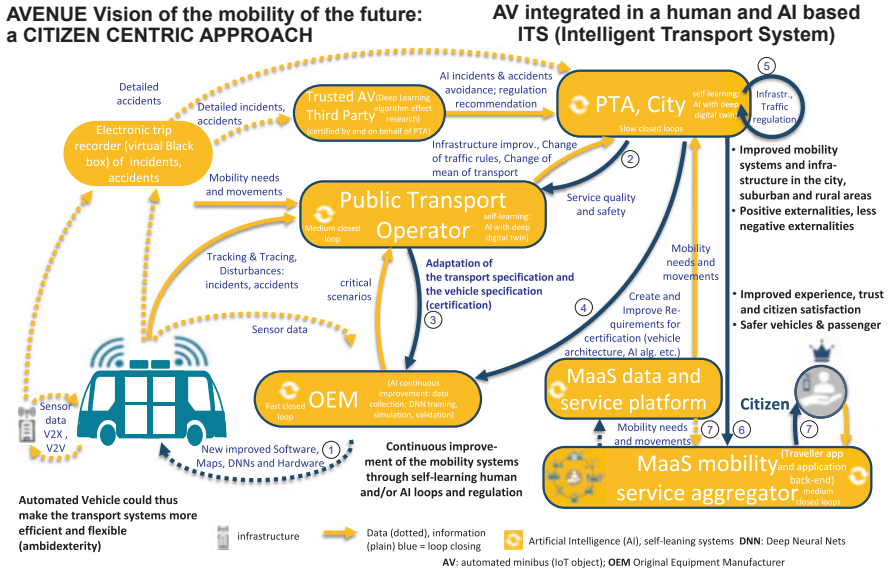 AVENUE Vision of the mobility of the future:
a CITIZEN CENTRIC APPROACH
AV integrated in a human and AI based
ITS (Intelligent Transport System)
Detailed
accidents
Detailed incidents,
accidents
Electronic trip
recorder (virtual Black
box) of incidents,
accidents
Trusted AV
Third Party
(Deep Learning
algorithm effect
research)
(certified by and on behalf of PTA)
AI incidents & accidents
avoidance; regulation
recommendation
PTA, City
self-learning:
AI with deep
digital twin)
Slow closed loops
5
Infrastr.,
Traffic
regulation
Infrastructure improv., Change
of traffic rules, Change of
mean of transport
2
Mobility needs
and movements
Public Transport
Operator
Medium closed
loop
self-learning:
AI with deep
digital twin)
Service quality
and safety
• Improved mobility
systems and infra-
structure in the city,
suburban and rural areas
• Positive externalities, less
negative externalities
Tracking & Tracing,
Disturbances:
incidents, accidents
critical
scenarios
Adaptation of
the transport specification and
the vehicle specification
(certification)
3
Mobility
needs and
movements
4
Create and
Improve Re-
quirements for
certification (vehicle
architecture, AI alg. etc.)
• Improved experience, trust
and citizen satisfaction
• Safer vehicles & passenger
Sensor data
OEM
Fast closed
loop
(AI continuous
improvement: data
collection; DNN training,
simulation, validation)
MaaS data and
service platform
Citizen
Sensor
data
V2X ,
V2V
New improved Software,
Maps, DNNs and Hardware
1
Mobility needs
and movements
7
6
7
Continuous improve-
ment of the mobility systems
through self-learning human
and/or AI loops and regulation
MaaS mobility
service aggregator
(Traveller app
and application
back-end)
medium
closed loops
Automated Vehicle could thus
make the transport systems more
efficient and flexible
(ambidexterity)
infrastructure
Data (dotted), information
(plain) blue = loop closing
Artificial Intelligence (AI), self-leaning systems DNN: Deep Neural Nets
AV: automated minibus (IoT object); OEM Original Equipment Manufacturer